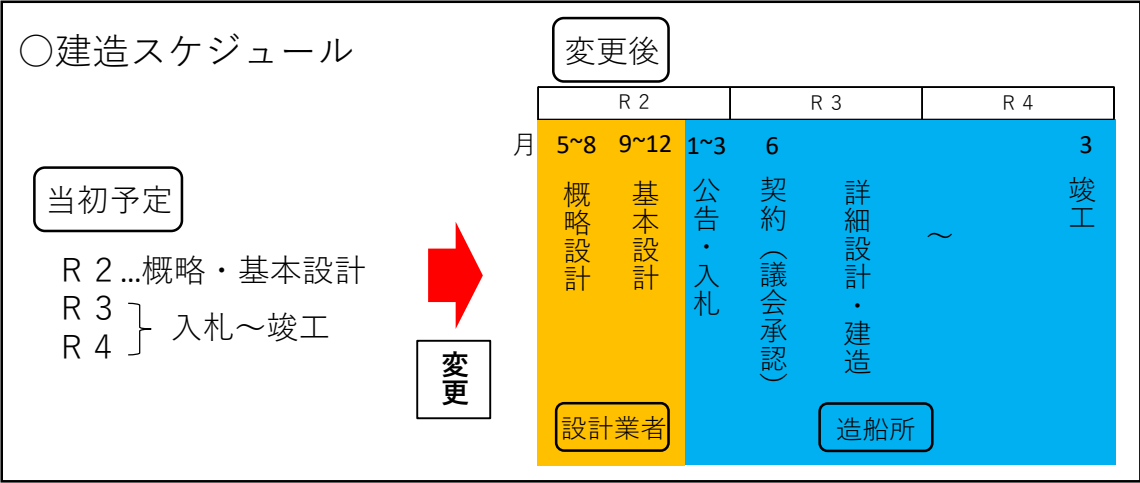 ○建造スケジュール
当初予定
R２…概略・基本設計
R３
R４
入札～竣工
変更
変更後
R２ R３ R４
月 5~8 9~12 1~3 6 3
概略設計
基本設計
公告・入札
契約（議会承認）
詳細設計・建造
～
竣工
設計業者
造船所